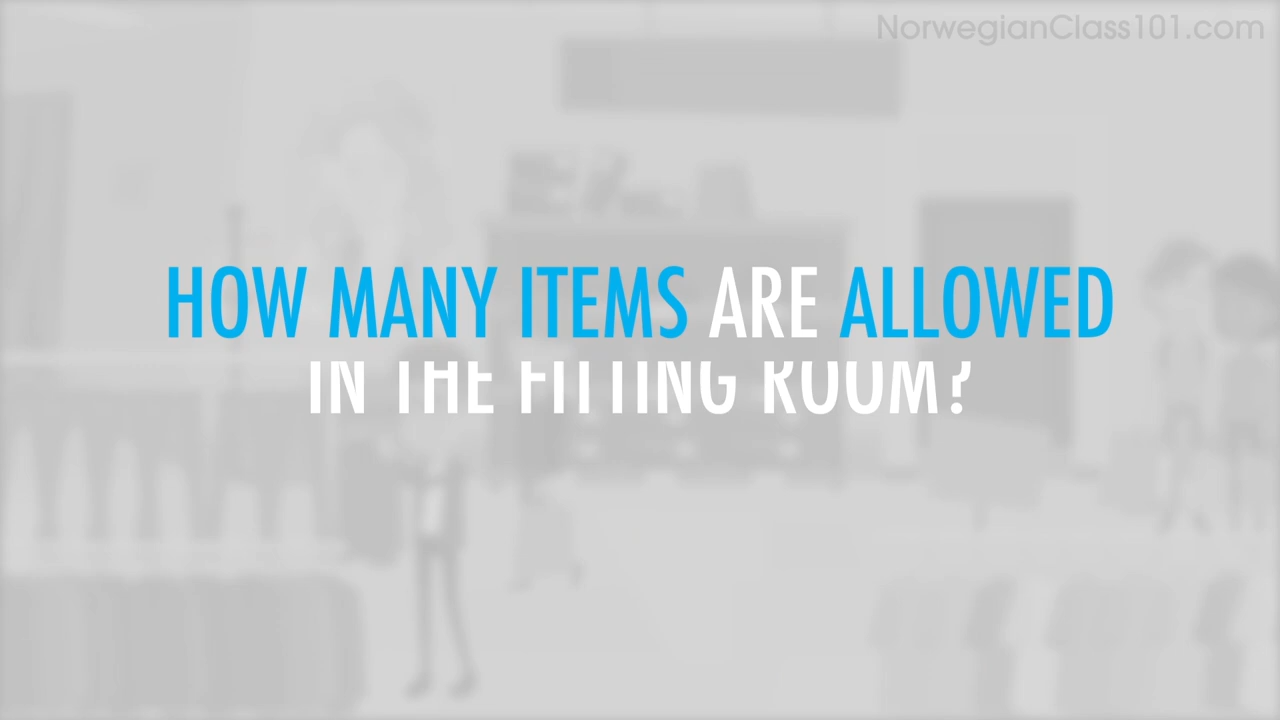 NorwegianClass101.com
HOW MANY ITEMS ARE ALLOWED
IN THE FITTING ROOM?